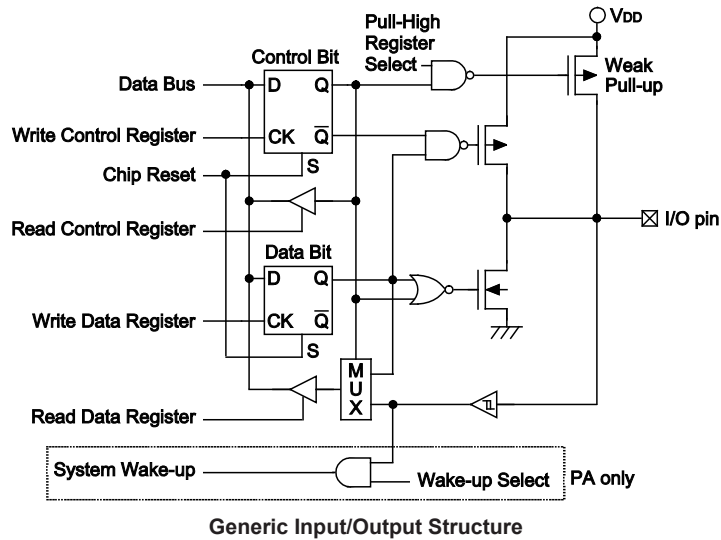 VDD
Pull-High
Register
Select
Weak
Pull-up
Control Bit
Data Bus
D
Q
Write Control Register
CK
Q̅
S
Chip Reset
Read Control Register
I/O pin
Data Bit
D
Q
Write Data Register
CK
Q̅
S
M
U
X
Read Data Register
System Wake-up
Wake-up Select
PA only
Generic Input/Output Structure